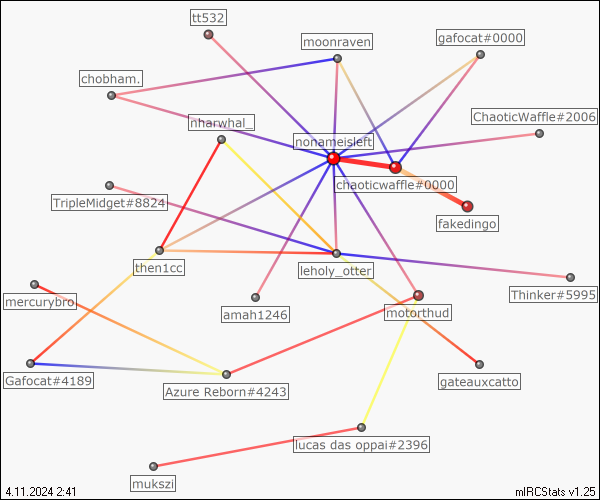 tt532
moonraven
gafocat#0000
chobham.
nharwhal_
ChaoticWaffle#2006
nonameisleft
chaoticwaffle#0000
TripleMidget#8824
fakedingo
then1cc
leholy_otter
Thinker#5995
mercurybro
amah1246
motorthud
Gafocat#4189
Azure Reborn#4243
gateauxcatto
lucas das oppai#2396
mukszi
4.11.2024 2:41
mIRCStats v1.25